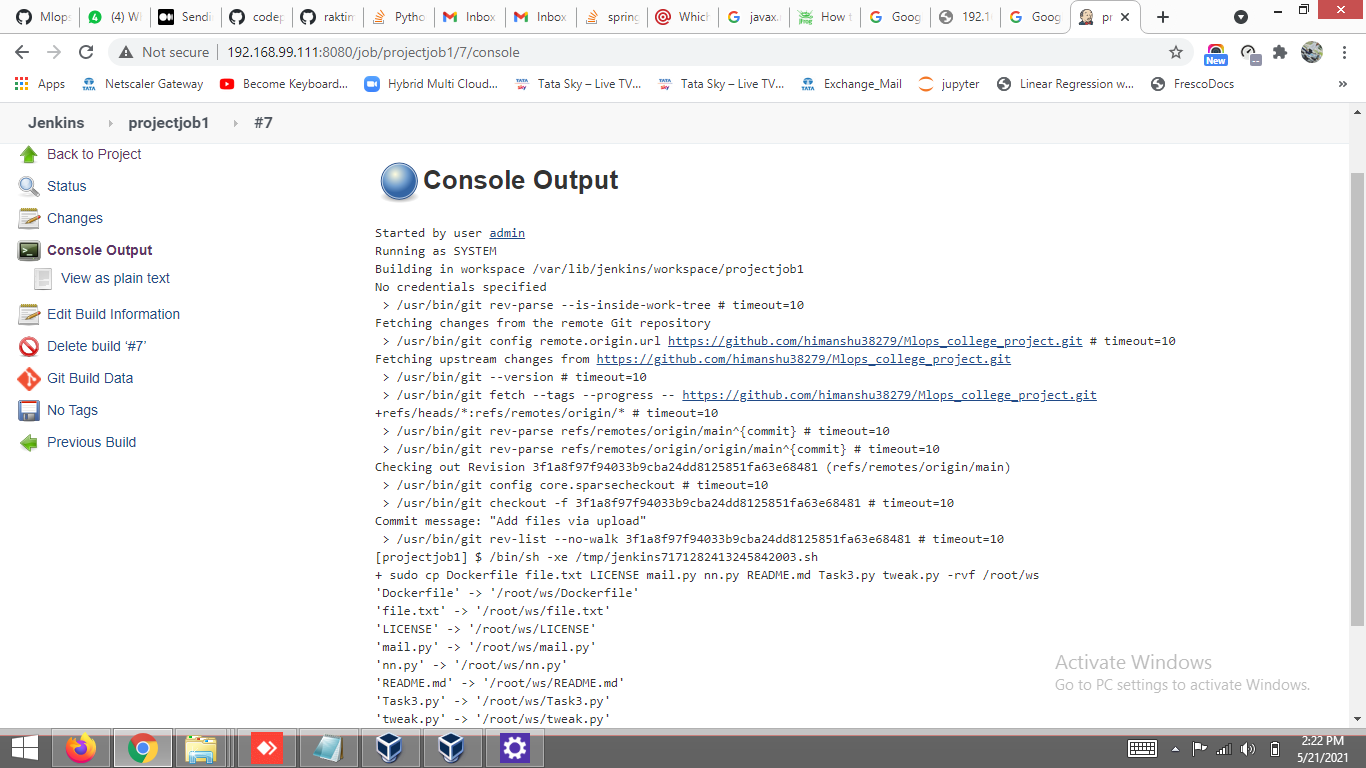 Mlops
(4) W
Sendi
codep
raktim
Pytho
Inbox
Inbox
spring
Which
javax.
How t
Goog
192.1
Goog
pr
Not secure
192.168.99.111:8080/job/projectjob1/7/console
New
Apps
Netscaler Gateway
Become Keyboard...
Hybrid Multi Cloud...
Tata Sky – Live TV...
Tata Sky – Live TV...
Exchange_Mail
jupyter
Linear Regression w...
FrescoDocs
»
Jenkins
projectjob1
#7
Back to Project
Status
Changes
Console Output
View as plain text
Edit Build Information
Delete build ‘#7’
Git Build Data
No Tags
Previous Build
Console Output
Started by user admin
Running as SYSTEM
Building in workspace /var/lib/jenkins/workspace/projectjob1
No credentials specified
> /usr/bin/git rev-parse --is-inside-work-tree # timeout=10
Fetching changes from the remote Git repository
> /usr/bin/git config remote.origin.url https://github.com/himanshu38279/Mlops_college_project.git # timeout=10
Fetching upstream changes from https://github.com/himanshu38279/Mlops_college_project.git
> /usr/bin/git --version # timeout=10
> /usr/bin/git fetch --tags --progress -- https://github.com/himanshu38279/Mlops_college_project.git
+refs/heads/*:refs/remotes/origin/* # timeout=10
> /usr/bin/git rev-parse refs/remotes/origin/main^{commit} # timeout=10
> /usr/bin/git rev-parse refs/remotes/origin/origin/main^{commit} # timeout=10
Checking out Revision 3f1a8f97f94033b9cba24dd8125851fa63e68481 (refs/remotes/origin/main)
> /usr/bin/git config core.sparsecheckout # timeout=10
> /usr/bin/git checkout -f 3f1a8f97f94033b9cba24dd8125851fa63e68481 # timeout=10
Commit message: "Add files via upload"
> /usr/bin/git rev-list --no-walk 3f1a8f97f94033b9cba24dd8125851fa63e68481 # timeout=10
[projectjob1] $ /bin/sh -xe /tmp/jenkins7171282413245842003.sh
+ sudo cp Dockerfile file.txt LICENSE mail.py nn.py README.md Task3.py tweak.py -rvf /root/ws
'Dockerfile' -> '/root/ws/Dockerfile'
'file.txt' -> '/root/ws/file.txt'
'LICENSE' -> '/root/ws/LICENSE'
'mail.py' -> '/root/ws/mail.py'
'nn.py' -> '/root/ws/nn.py'
'README.md' -> '/root/ws/README.md'
'Task3.py' -> '/root/ws/Task3.py'
'tweak.py' -> '/root/ws/tweak.py'
Activate Windows
Go to PC settings to activate Windows.
2:22 PM
5/21/2021